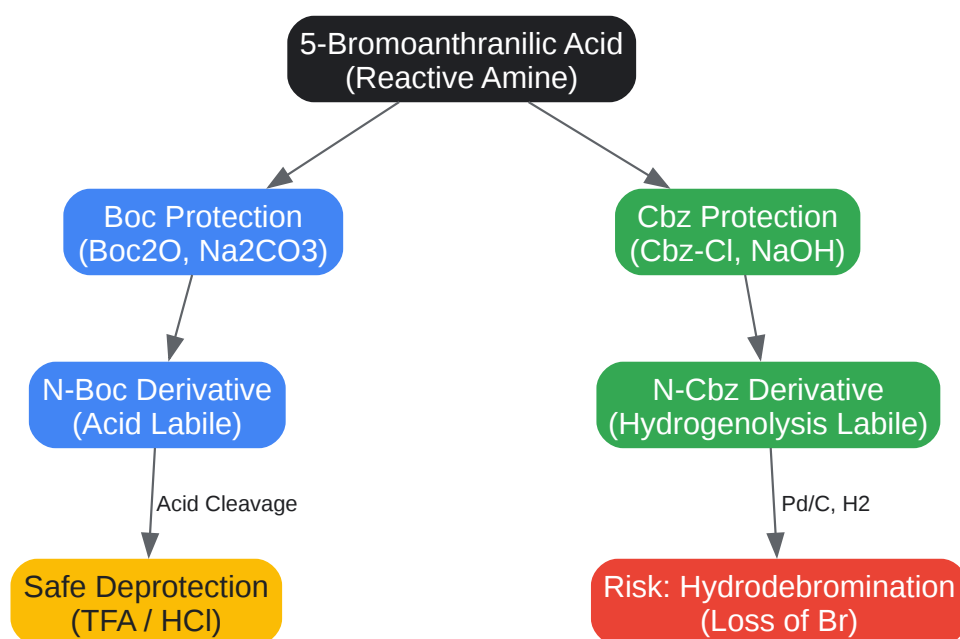 5-Bromoanthranilic Acid
(Reactive Amine)
Boc Protection
(Boc2O, Na2CO3)
Cbz Protection
(Cbz-Cl, NaOH)
N-Boc Derivative
(Acid Labile)
N-Cbz Derivative
(Hydrogenolysis Labile)
Acid Cleavage
Pd/C, H2
Safe Deprotection
(TFA / HCl)
Risk: Hydrodebromination
(Loss of Br)